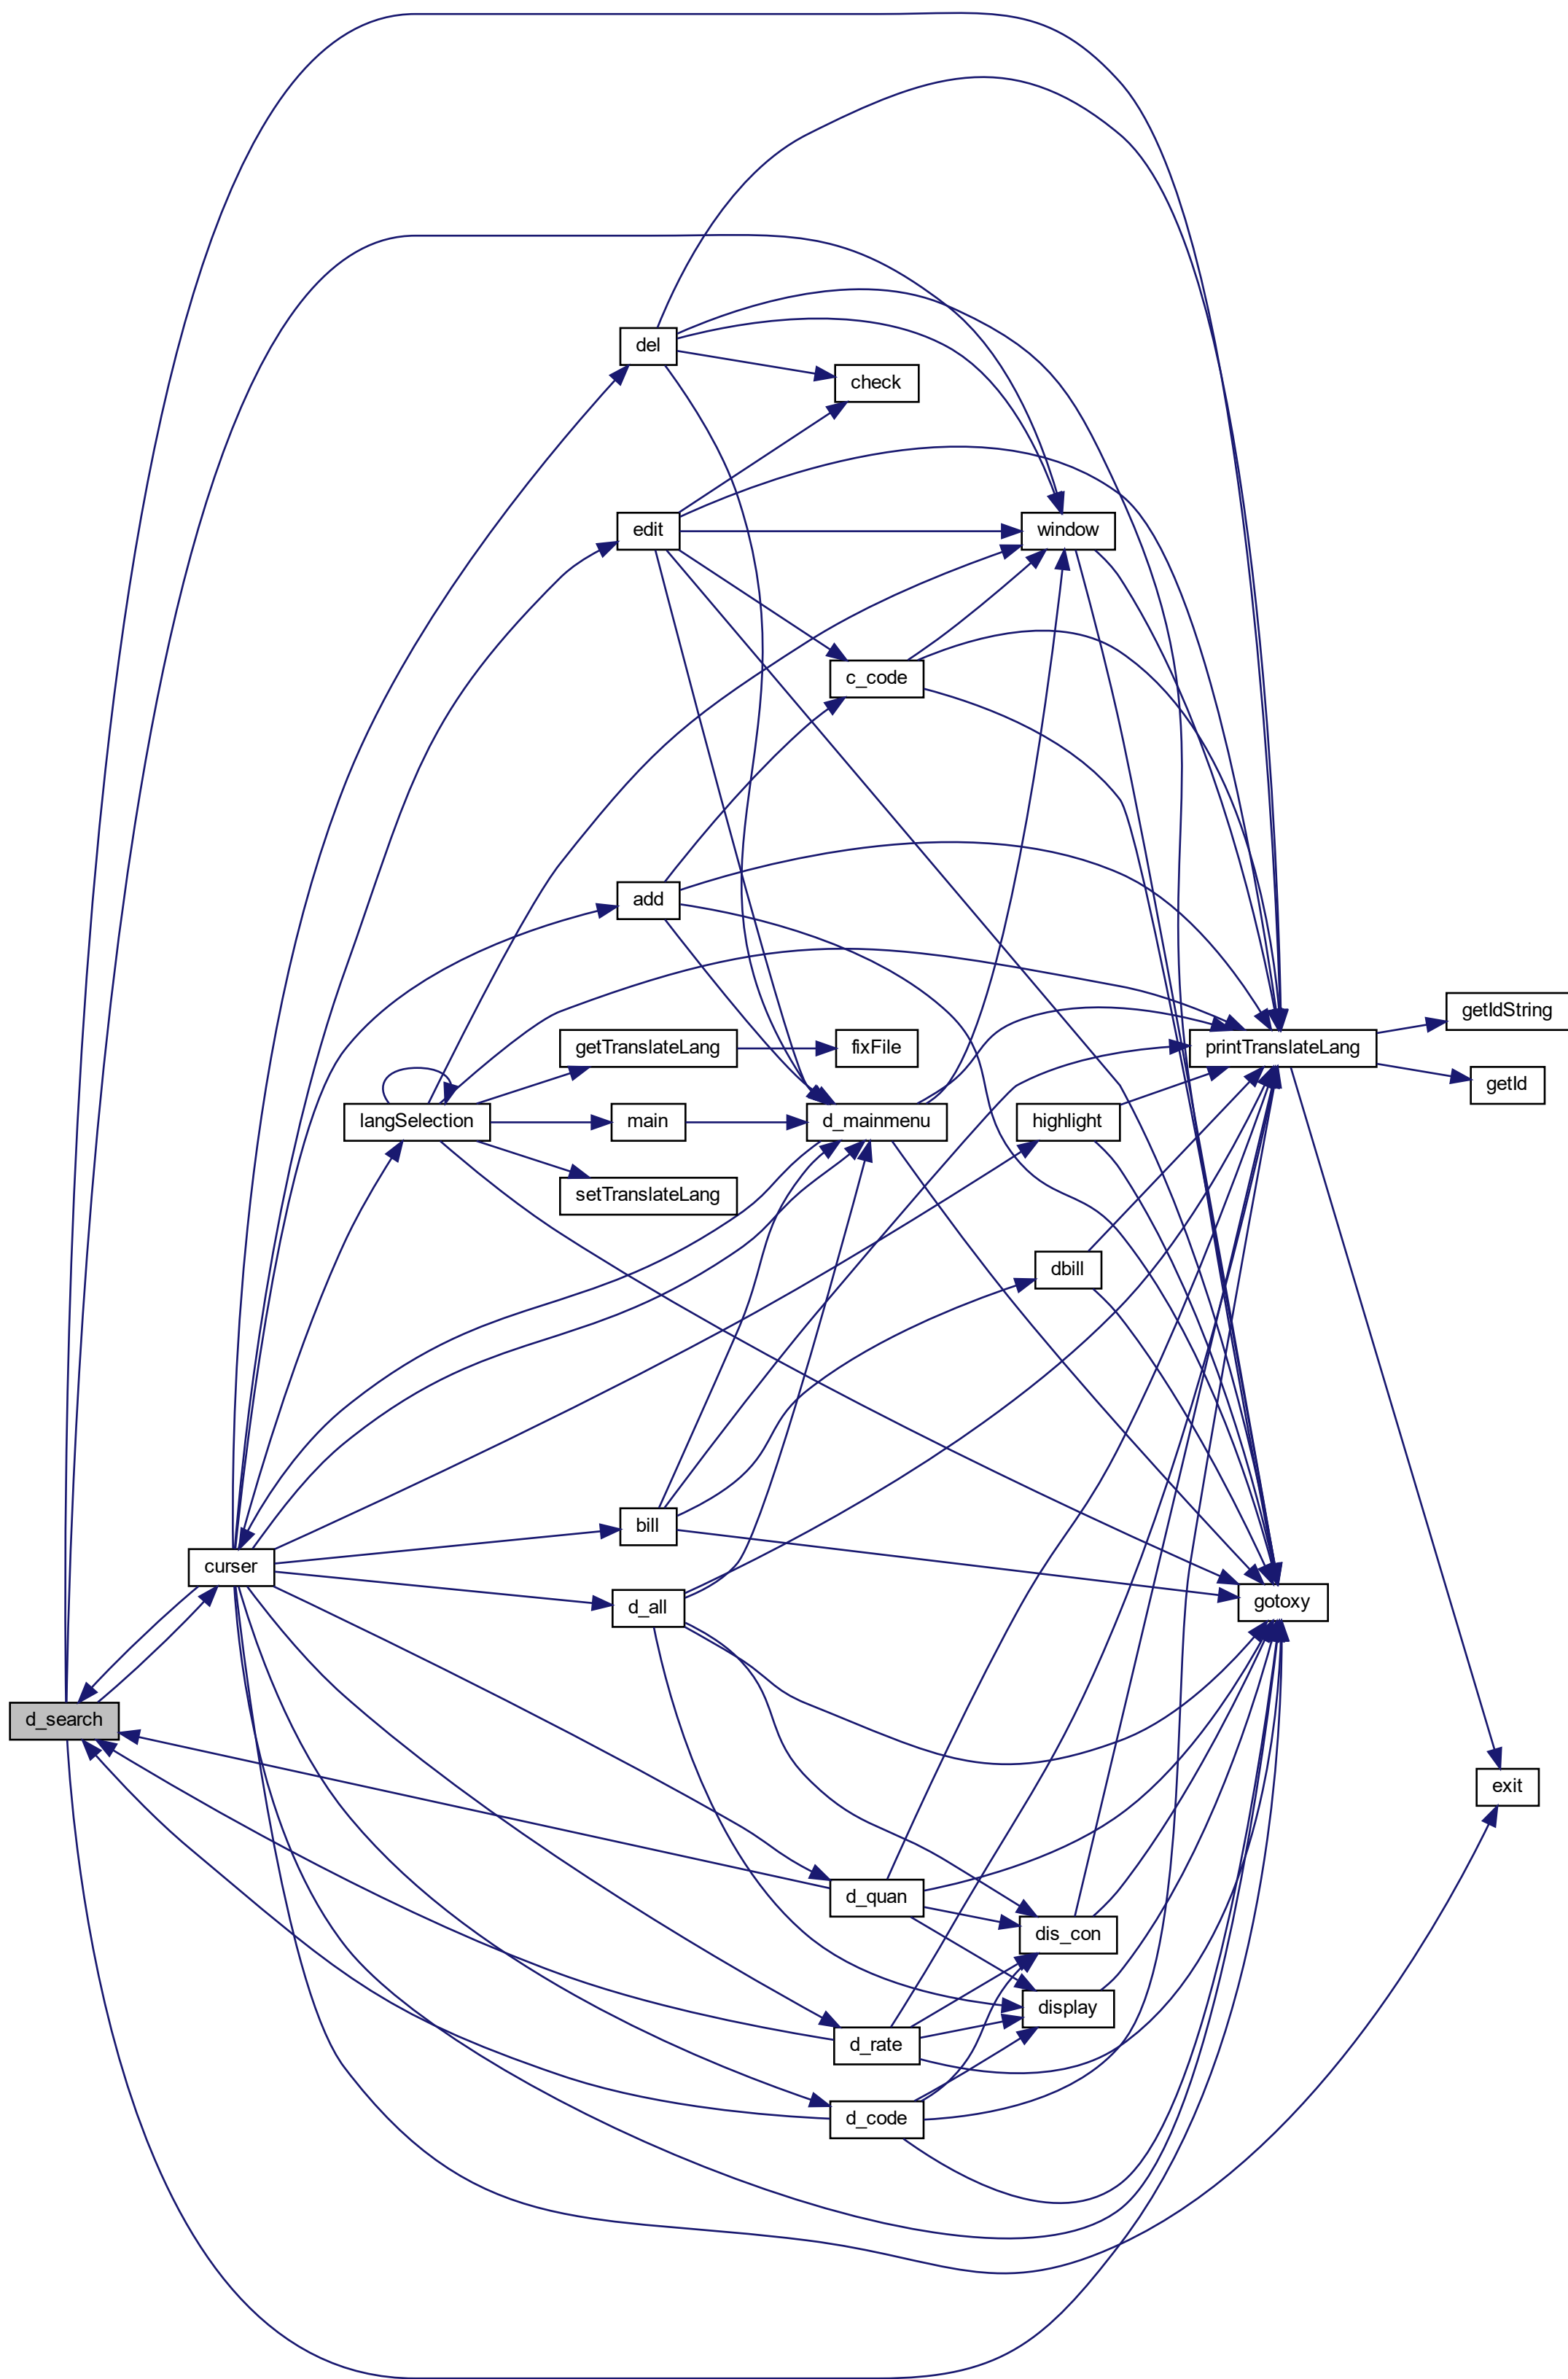 del
check
edit
window
c_code
add
getIdString
getTranslateLang
fixFile
printTranslateLang
getId
langSelection
main
d_mainmenu
highlight
setTranslateLang
dbill
bill
curser
d_all
gotoxy
d_search
exit
d_quan
dis_con
display
d_rate
d_code